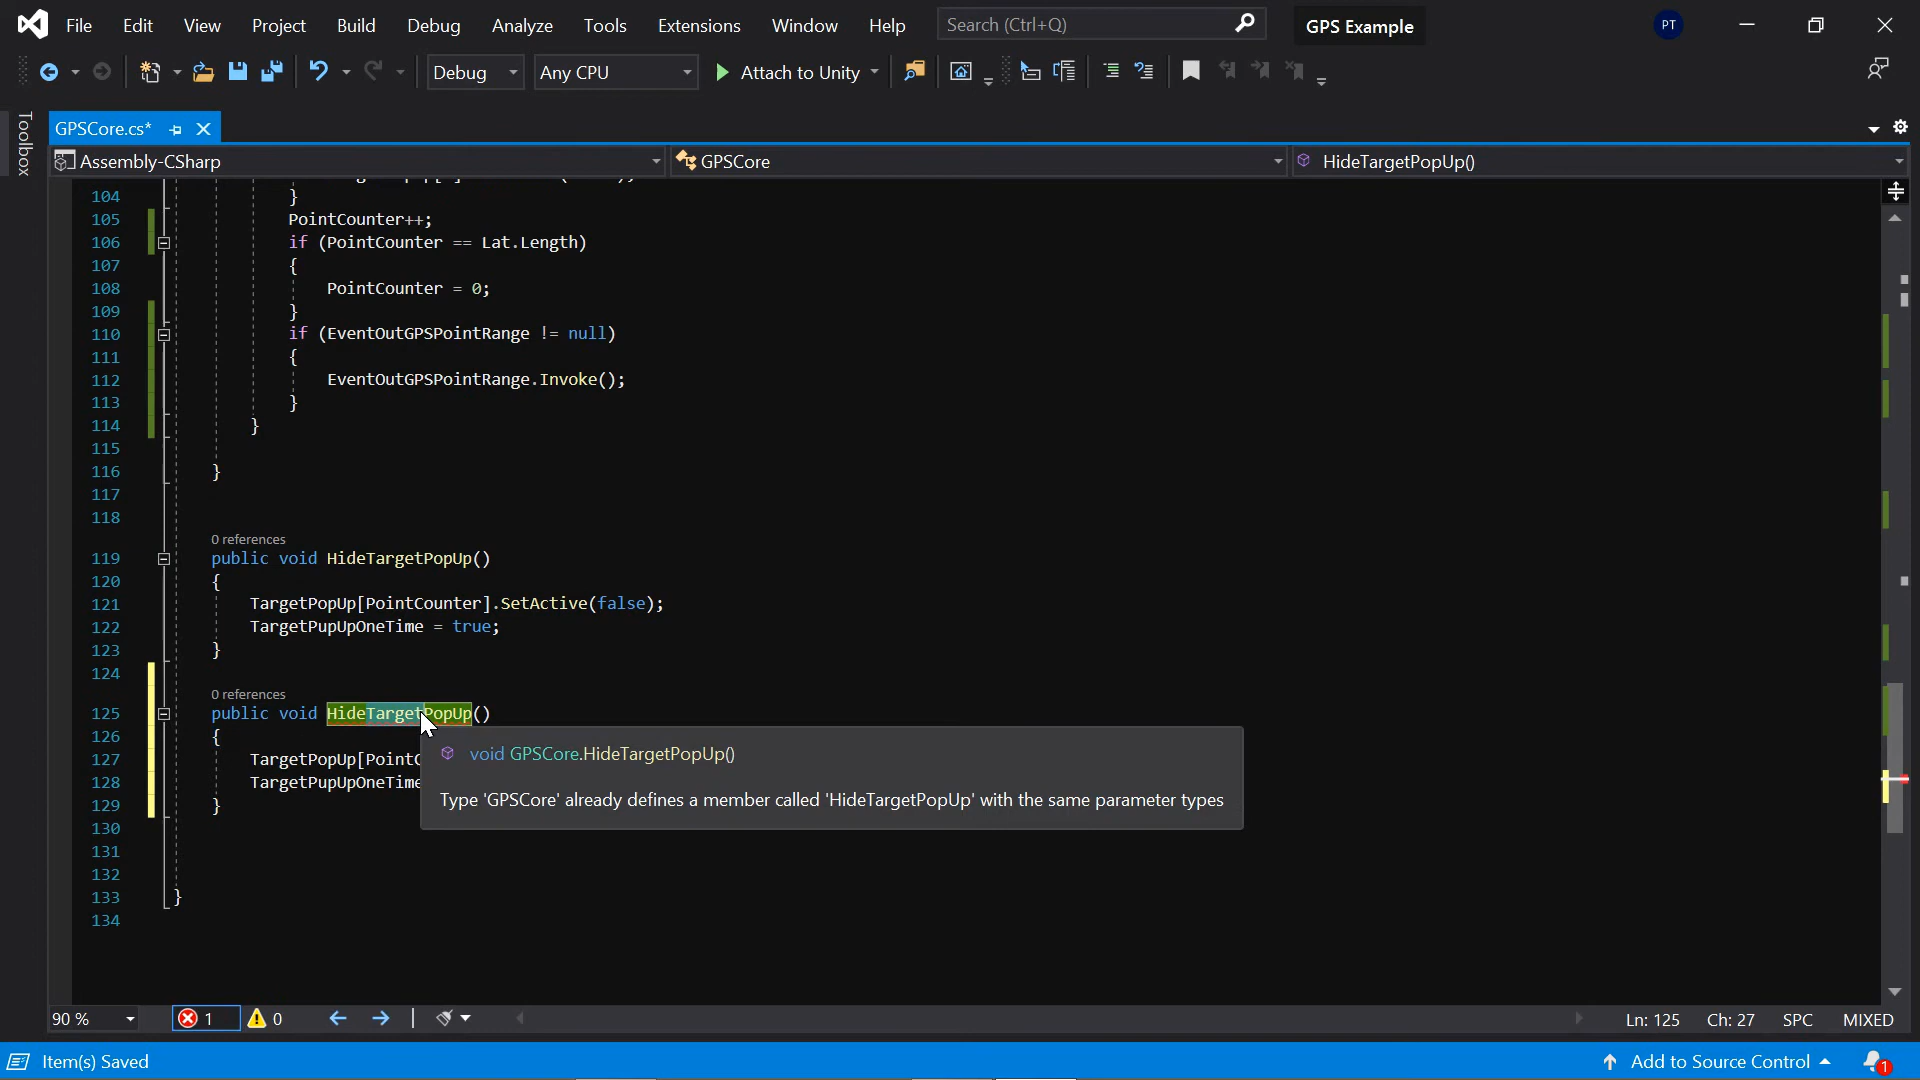 File Edit View Project Build Debug Analyze Tools Extensions Window Help Search (Ctrl+Q) GPS Example PT
Debug Any CPU Attach to Unity
Toolbox
GPSCore.cs*
Assembly-CSharp GPSCore HideTargetPopUp()
104 }
105 PointCounter++;
106 if (PointCounter == Lat.Length)
107 {
108 PointCounter = 0;
109 }
110 if (EventOutGPSPointRange != null)
111 {
112 EventOutGPSPointRange.Invoke();
113 }
114 }
115
116 }
117
118
0 references
119 public void HideTargetPopUp()
120 {
121 TargetPopUp[PointCounter].SetActive(false);
122 TargetPupUpOneTime = true;
123 }
124
0 references
125 public void HideTargetPopUp()
126 {
void GPSCore.HideTargetPopUp()
127 TargetPopUp[PointC
128 TargetPupUpOneTime
Type 'GPSCore' already defines a member called 'HideTargetPopUp' with the same parameter types
129 }
130
131
132
133 }
134
90 % 1 0 Ln: 125 Ch: 27 SPC MIXED
Item(s) Saved Add to Source Control 1